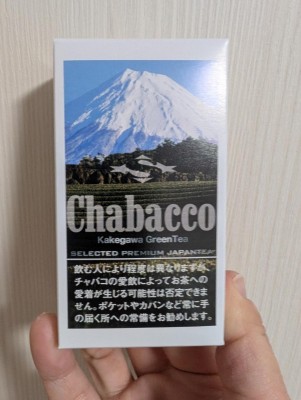 Chabacco
Kakegawa GreenTea
SELECTED PREMIUM JAPANTEA
飲む人により程度は異なりますが、
チャバコの愛飲によってお茶への
愛着が生じる可能性は否定できま
せん。ポケットやカバンなど常に手
の届く所への常備をお勧めします。